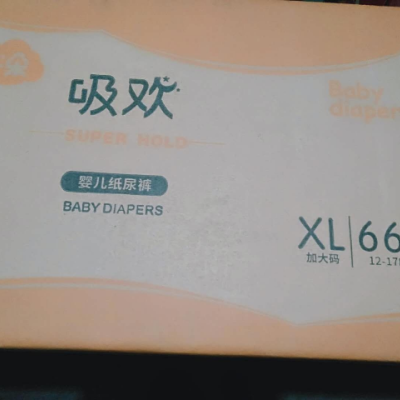 吸欢
SUPER HOLD
Baby
diaper
婴儿纸尿裤
BABY DIAPERS
XL 66
加大码 12-17